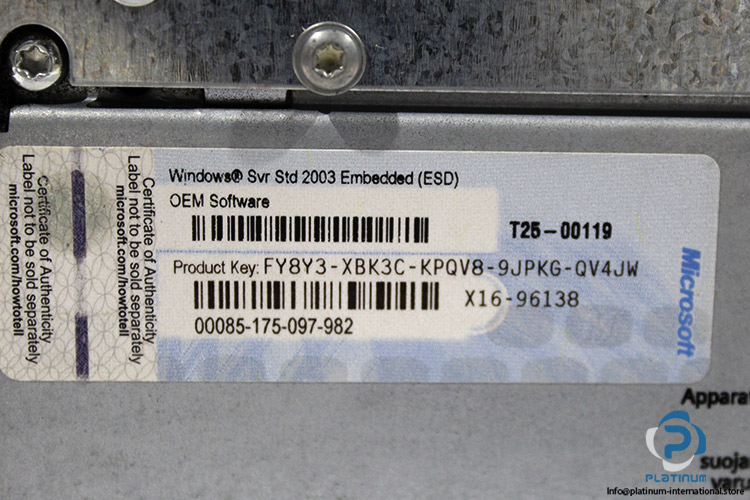 Certificate of Authenticity
Label not to be sold separately
microsoft.com/howtotell
Certificate of Authenticity
Label not to be sold separately
microsoft.com/howtotell
Windows® Svr Std 2003 Embedded (ESD)
OEM Software
T25-00119
Product Key: FY8Y3-XBK3C-KPQV8-9JPKG-QV4JW
X16-96138
00085-175-097-982
Microsoft
Apparat
suoja
varu
PLATINUM
Info@platinum-international.store